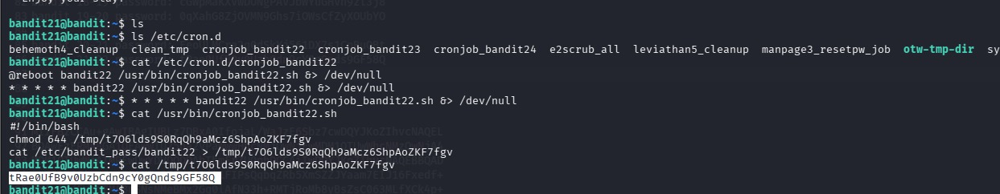 Enjoy your stay!
bandit21@bandit:~$ ls
bandit21@bandit:~$ ls /etc/cron.d
behemoth4_cleanup clean_tmp cronjob_bandit22 cronjob_bandit23 cronjob_bandit24 e2scrub_all leviathan5_cleanup manpage3_resetpw_job otw-tmp-dir sy
bandit21@bandit:~$ cat /etc/cron.d/cronjob_bandit22
@reboot bandit22 /usr/bin/cronjob_bandit22.sh &> /dev/null
* * * * * bandit22 /usr/bin/cronjob_bandit22.sh &> /dev/null
bandit21@bandit:~$ * * * * * bandit22 /usr/bin/cronjob_bandit22.sh &> /dev/null
bandit21@bandit:~$ cat /usr/bin/cronjob_bandit22.sh
#!/bin/bash
chmod 644 /tmp/t7O6lds9S0RqQh9aMcz6ShpAoZKF7fgv
cat /etc/bandit_pass/bandit22 > /tmp/t7O6lds9S0RqQh9aMcz6ShpAoZKF7fgv
bandit21@bandit:~$ cat /tmp/t7O6lds9S0RqQh9aMcz6ShpAoZKF7fgv
tRae0UfB9v0UzbCdn9cY0gQnds9GF58Q
bandit21@bandit:~$